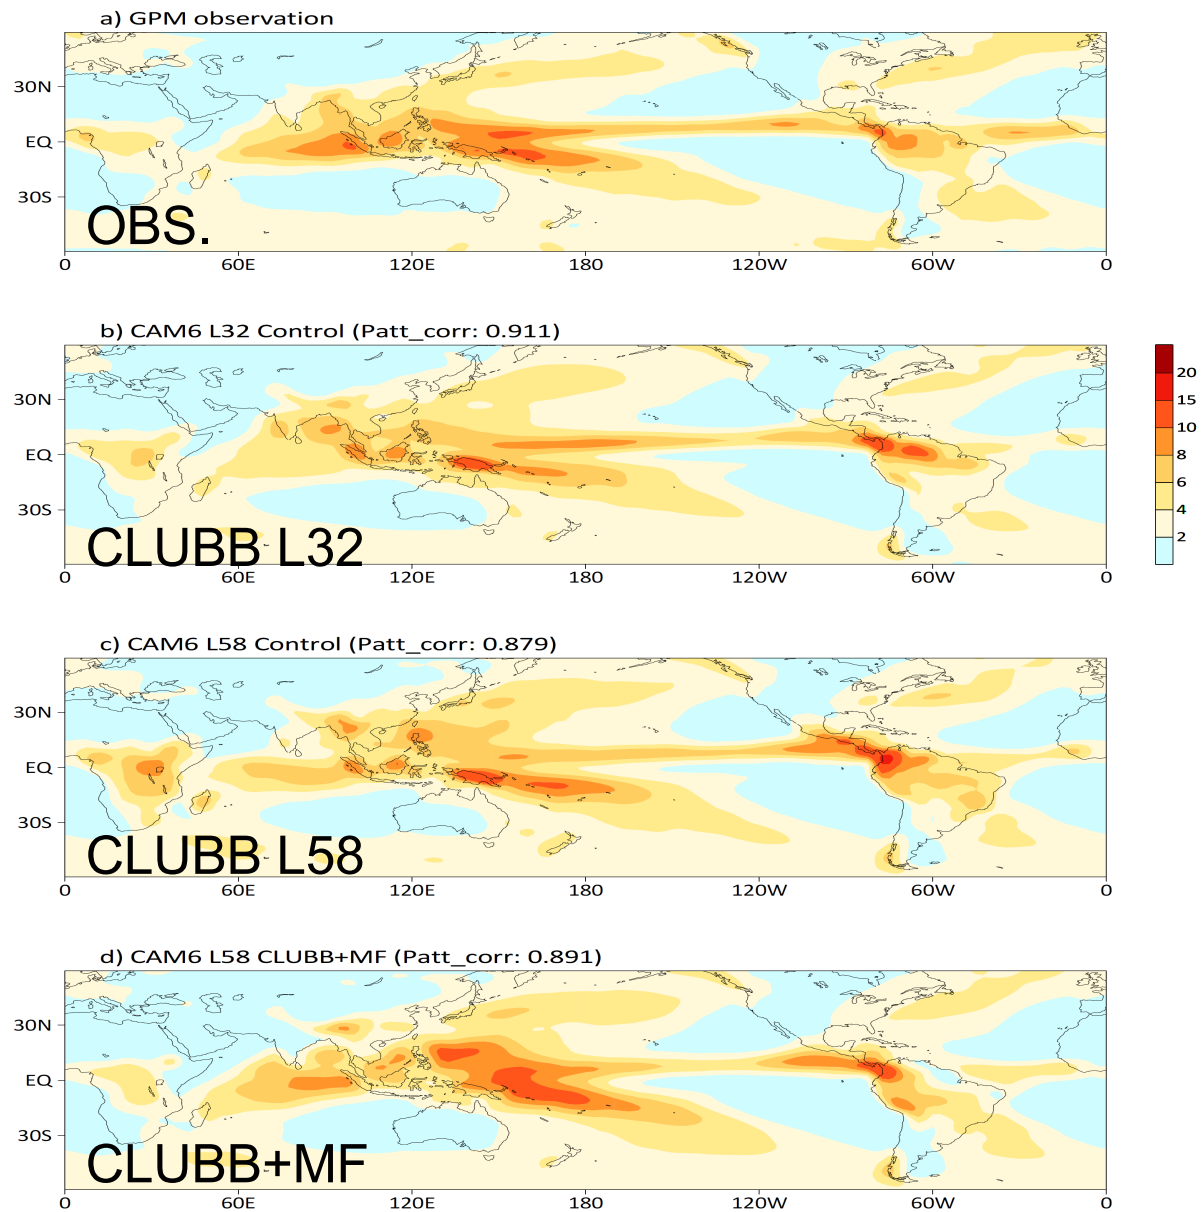 a) GPM observation
30N
EQ
30S
OBS.
0 60E 120E 180 120W 60W 0
b) CAM6 L32 Control (Patt_corr: 0.911)
30N
EQ
30S
CLUBB L32
0 60E 120E 180 120W 60W 0
20
15
10
8
6
4
2
c) CAM6 L58 Control (Patt_corr: 0.879)
30N
EQ
30S
CLUBB L58
0 60E 120E 180 120W 60W 0
d) CAM6 L58 CLUBB+MF (Patt_corr: 0.891)
30N
EQ
30S
CLUBB+MF
0 60E 120E 180 120W 60W 0